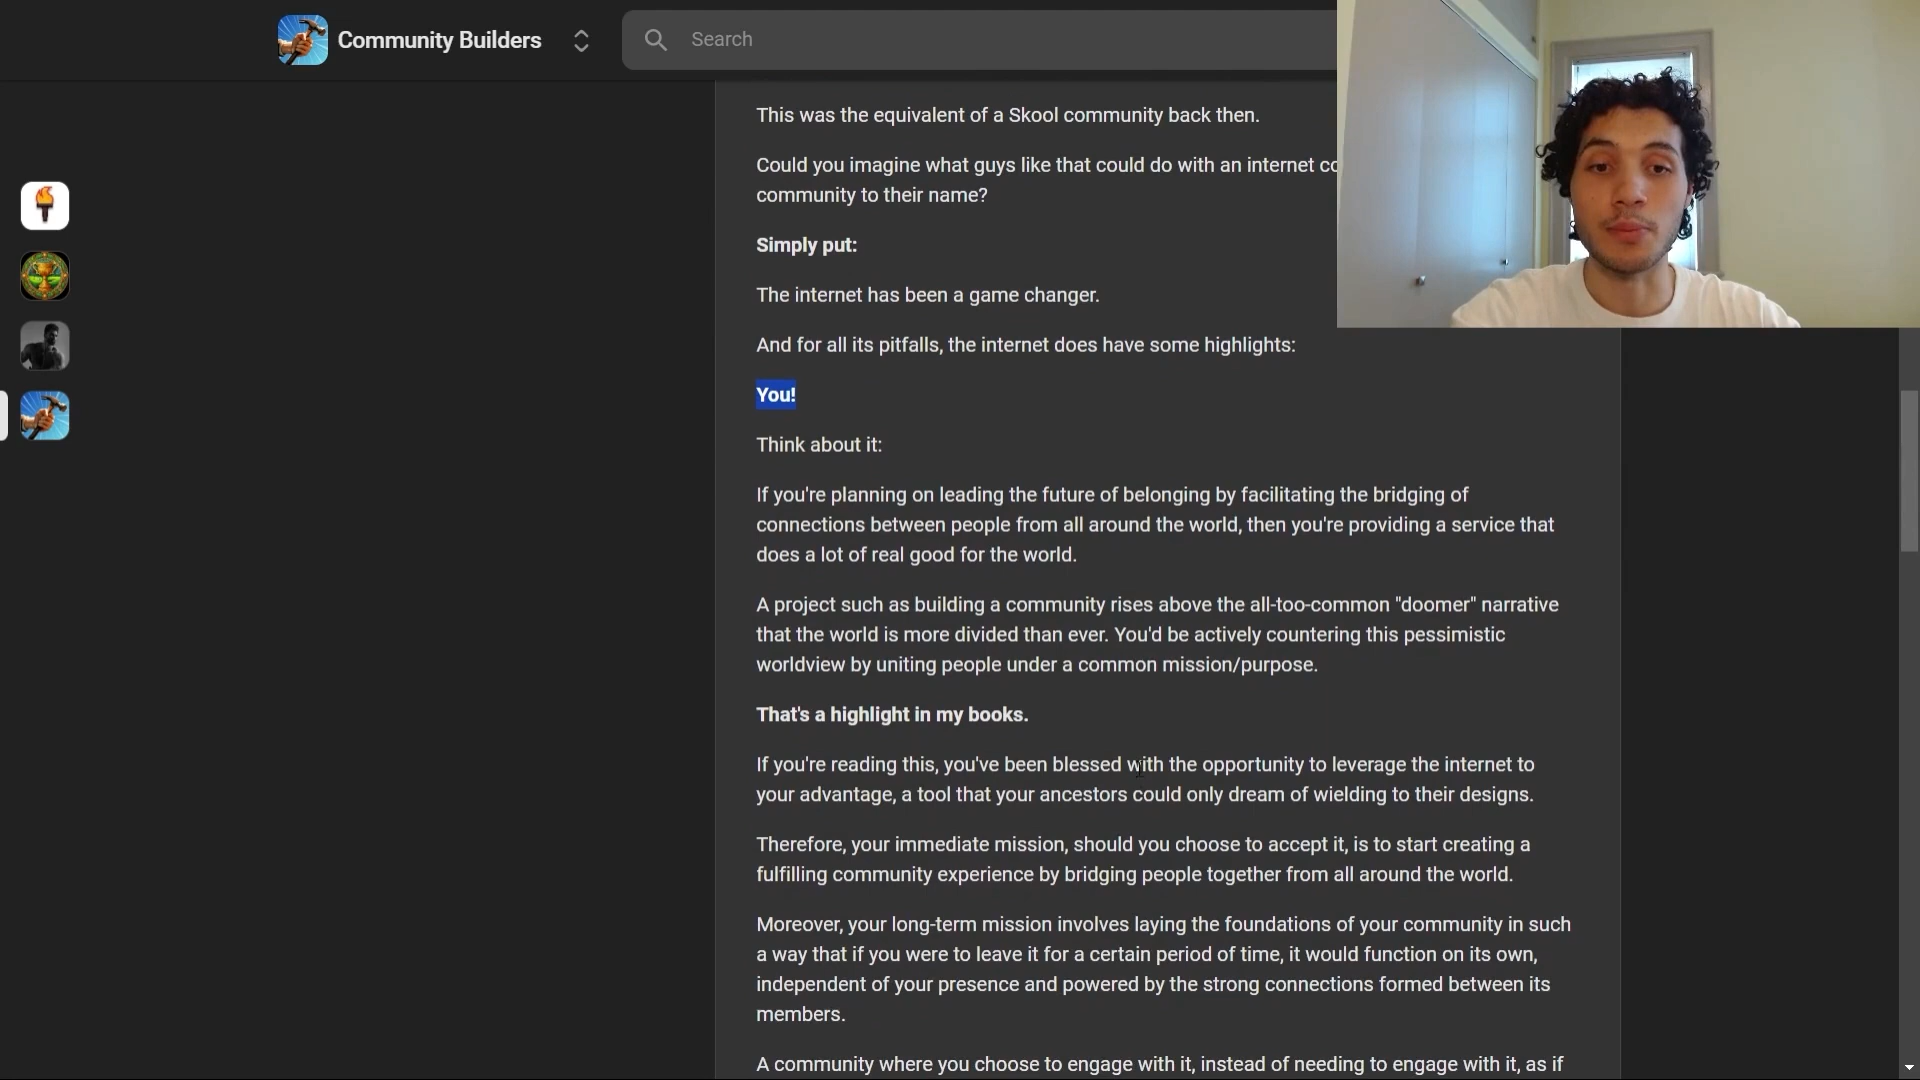 Community Builders
Search
This was the equivalent of a Skool community back then.
Could you imagine what guys like that could do with an internet
community to their name?
Simply put:
The internet has been a game changer.
And for all its pitfalls, the internet does have some highlights:
You!
Think about it:
If you're planning on leading the future of belonging by facilitating the bridging of
connections between people from all around the world, then you're providing a service that
does a lot of real good for the world.
A project such as building a community rises above the all-too-common "doomer" narrative
that the world is more divided than ever. You'd be actively countering this pessimistic
worldview by uniting people under a common mission/purpose.
That's a highlight in my books.
If you're reading this, you've been blessed with the opportunity to leverage the internet to
your advantage, a tool that your ancestors could only dream of wielding to their designs.
Therefore, your immediate mission, should you choose to accept it, is to start creating a
fulfilling community experience by bridging people together from all around the world.
Moreover, your long-term mission involves laying the foundations of your community in such
a way that if you were to leave it for a certain period of time, it would function on its own,
independent of your presence and powered by the strong connections formed between its
members.
A community where you choose to engage with it, instead of needing to engage with it, as if